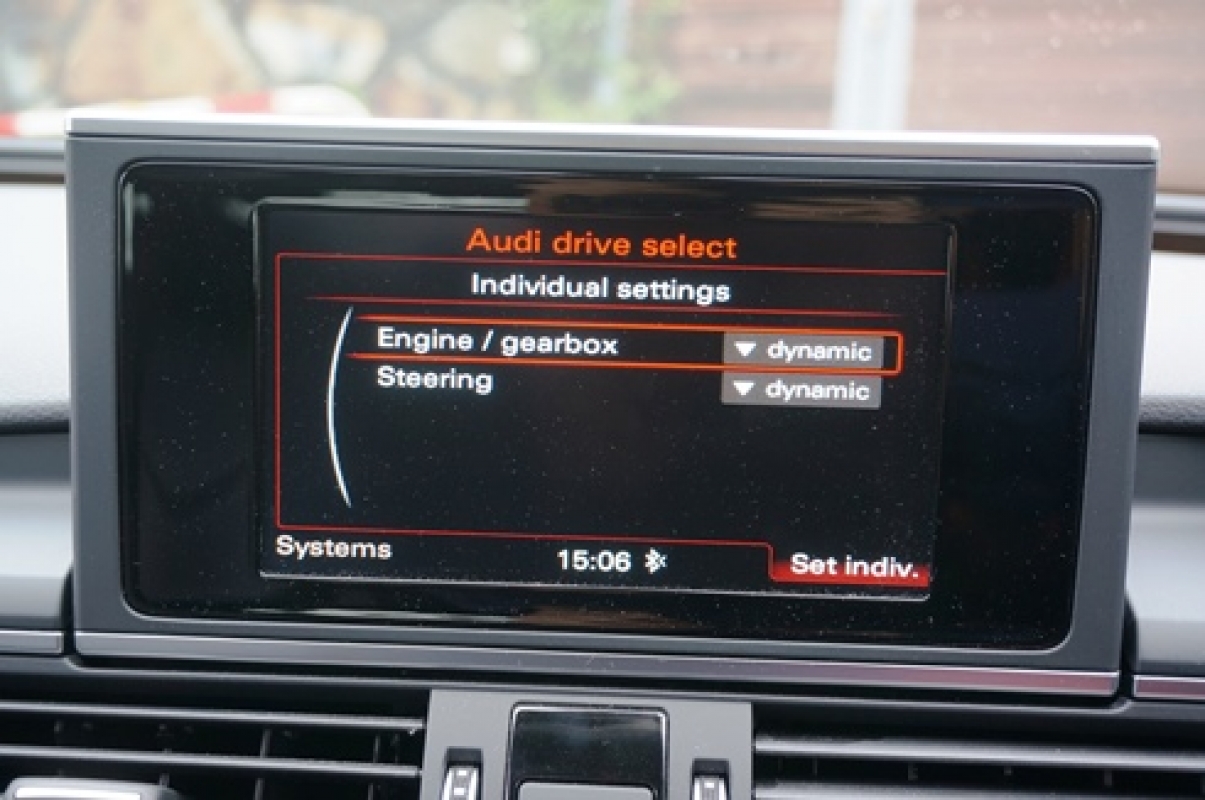 Audi drive select
Individual settings
Engine / gearbox dynamic
Steering dynamic
Systems 15:06 Set indiv.